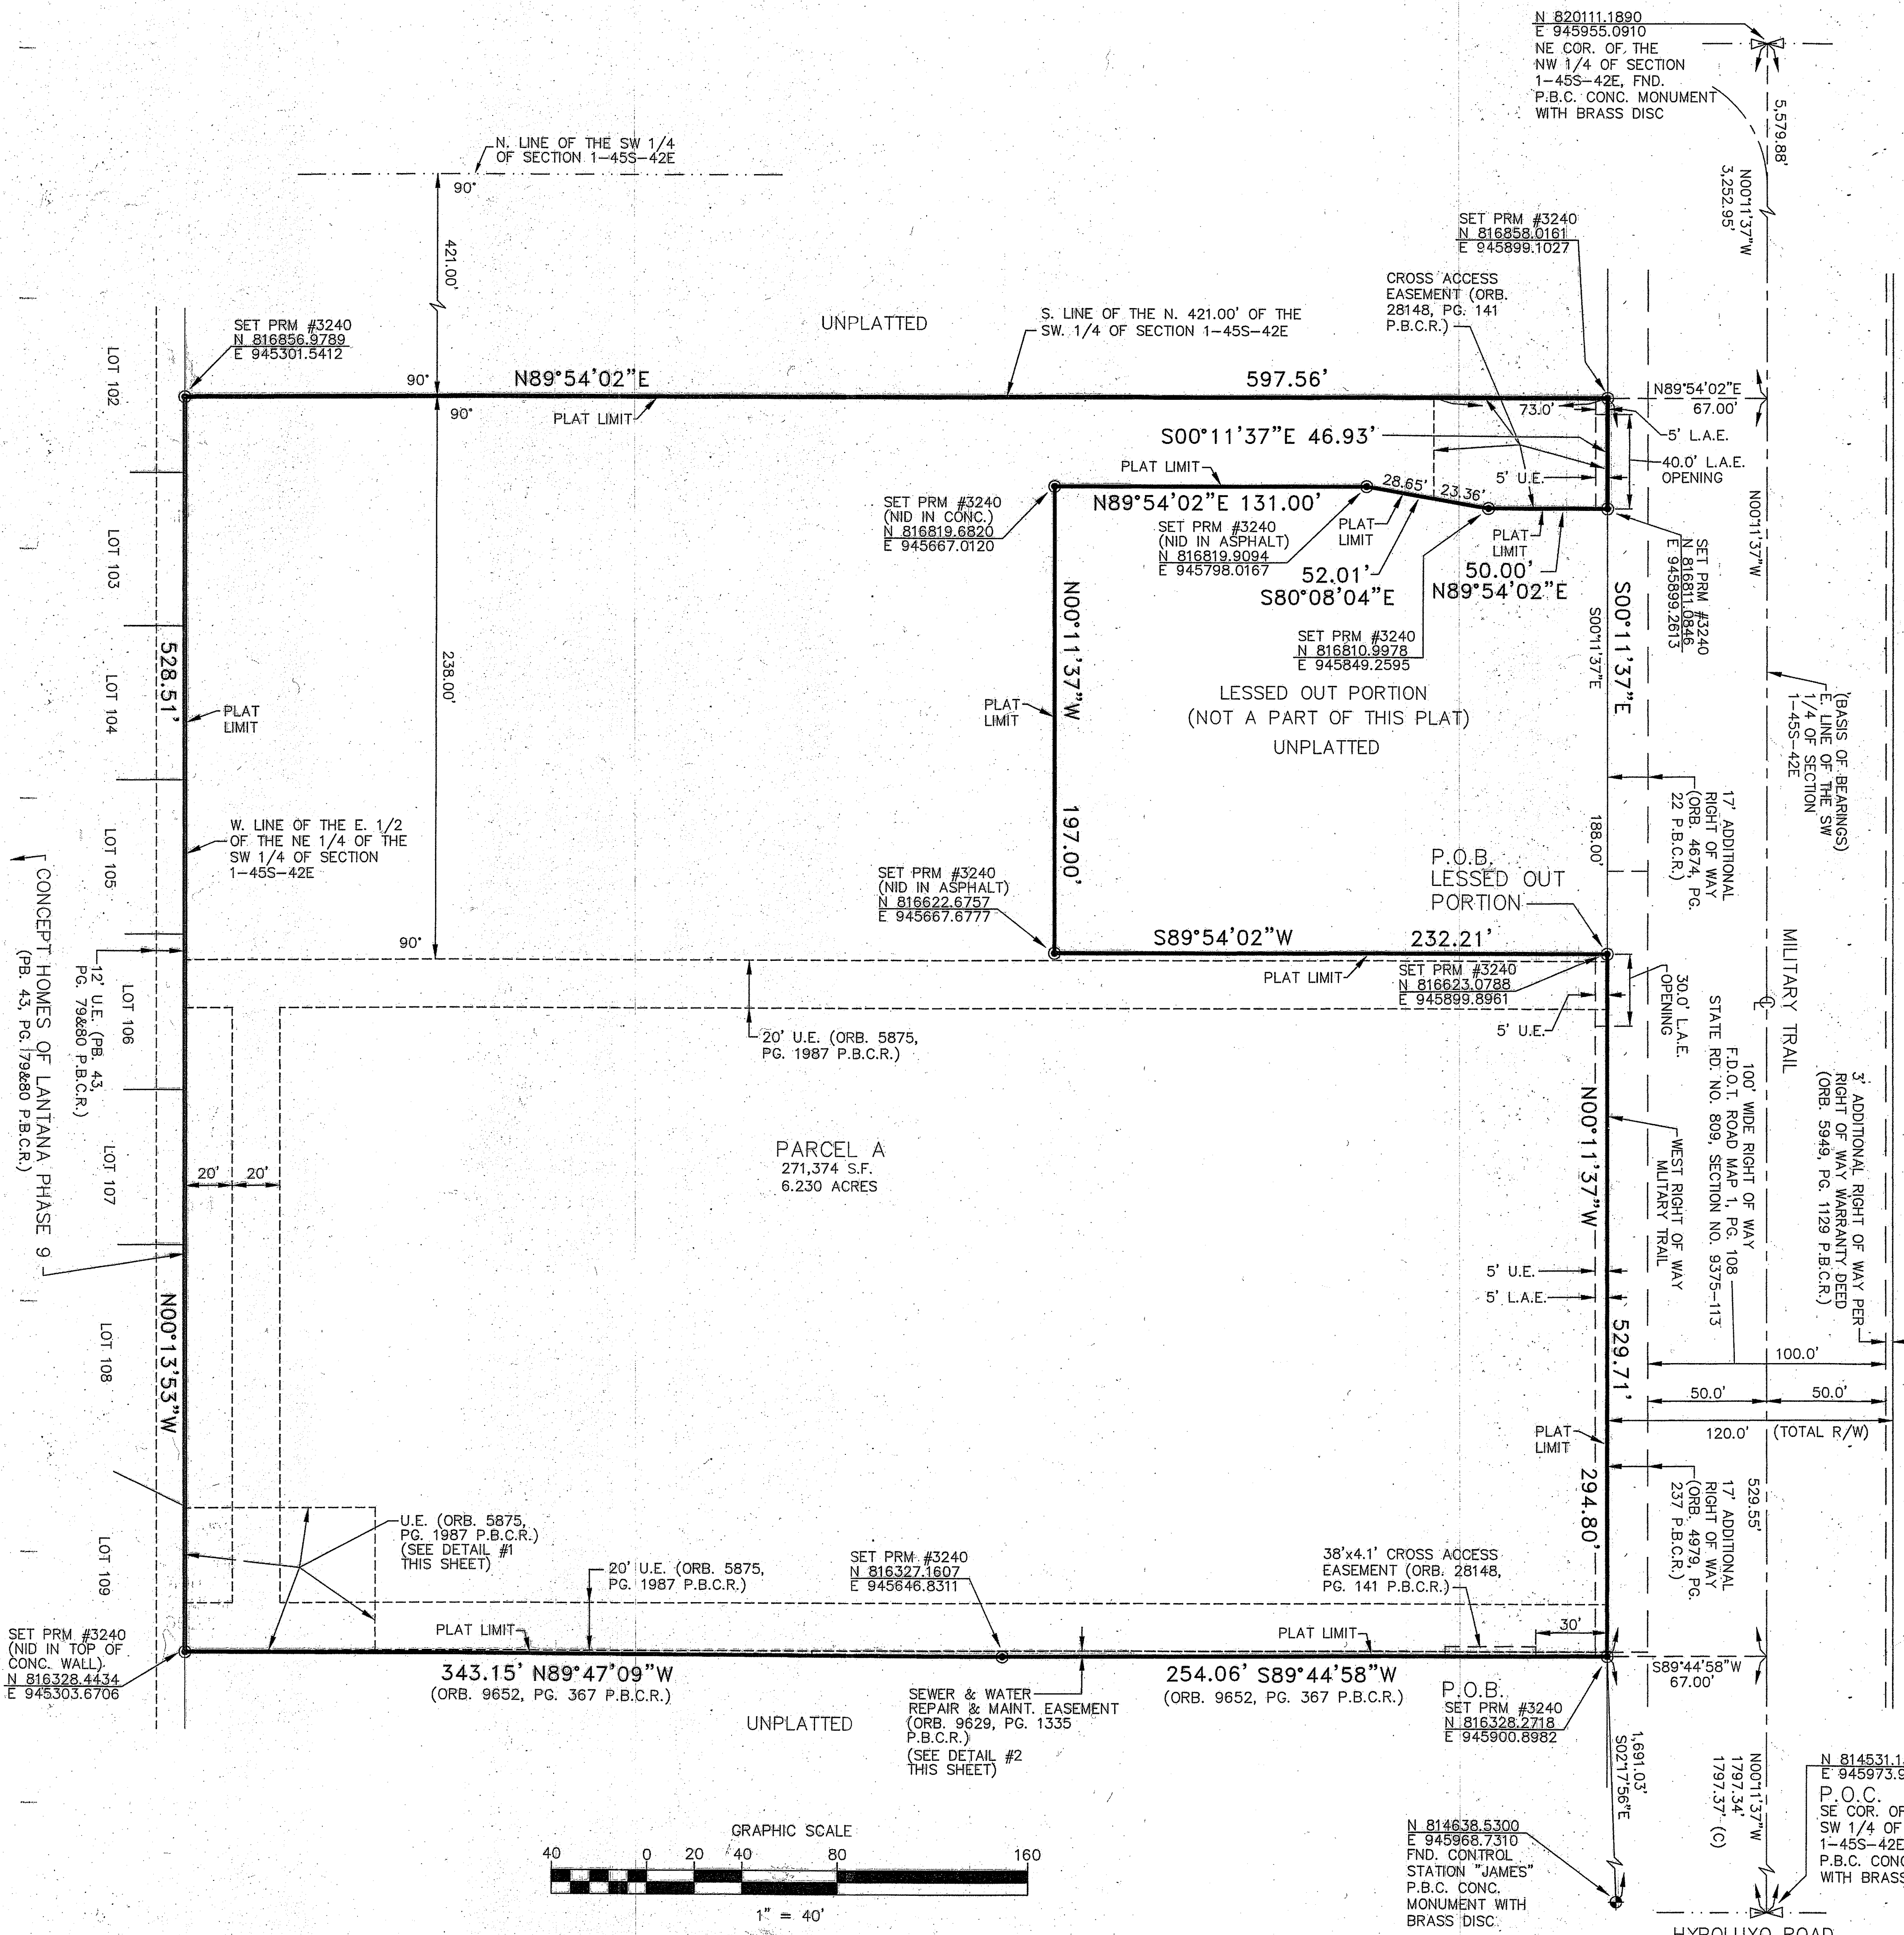 N 820111.1890
E 945955.0910
NE COR. OF THE
NW 1/4 OF SECTION
1-45S-42E, FND.
P.B.C. CONC. MONUMENT
WITH BRASS DISC
5,579.88'
N00°11'37"W
3,252.95'
N. LINE OF THE SW 1/4
OF SECTION 1-45S-42E
90°
421.00'
SET PRM #3240
N 816858.0161
E 945899.1027
CROSS ACCESS
EASEMENT (ORB.
28148, PG. 141
P.B.C.R.)
UNPLATTED
S. LINE OF THE N. 421.00' OF THE
SW. 1/4 OF SECTION 1-45S-42E
SET PRM #3240
N 816856.9789
E 945301.5412
LOT 102
90°
N89°54'02"E
597.56'
90°
PLAT LIMIT
N89°54'02"E
67.00'
73.0'
5' L.A.E.
S00°11'37"E 46.93'
40.0' L.A.E.
OPENING
PLAT LIMIT
5' U.E.
28.65'
23.36'
N89°54'02"E 131.00'
SET PRM #3240
(NID IN CONC.)
N 816819.6820
E 945667.0120
SET PRM #3240
(NID IN ASPHALT)
N 816819.9094
E 945798.0167
PLAT
LIMIT
PLAT
LIMIT
52.01'
S80°08'04"E
50.00'
N89°54'02"E
SET PRM #3240
N 816811.0846
E 945899.2613
N00°11'37"W
LOT 103
SET PRM #3240
N 816810.9978
E 945849.2595
S00°11'37"E
S00°11'37"E
N00°11'37"W
528.51'
238.00'
LOT 104
PLAT
LIMIT
PLAT
LIMIT
LESSED OUT PORTION
(NOT A PART OF THIS PLAT)
UNPLATTED
(BASIS OF BEARINGS)
E. LINE OF THE SW
1/4 OF SECTION
1-45S-42E
17' ADDITIONAL
RIGHT OF WAY
(ORB. 4674, PG.
22 P.B.C.R.)
188.00'
197.00'
W. LINE OF THE E. 1/2
OF THE NE 1/4 OF THE
SW 1/4 OF SECTION
1-45S-42E
LOT 105
P.O.B.
LESSED OUT
PORTION
SET PRM #3240
(NID IN ASPHALT)
N 816622.6757
E 945667.6777
CONCEPT HOMES OF LANTANA PHASE 9
(PB. 43, PG. 179&80 P.B.C.R.)
90°
S89°54'02"W
232.21'
PLAT LIMIT
SET PRM #3240
N 816623.0788
E 945899.8961
MILITARY TRAIL
12' U.E. (PB. 43,
PG. 79&80 P.B.C.R.)
LOT 106
20' U.E. (ORB. 5875,
PG. 1987 P.B.C.R.)
5' U.E.
30.0' L.A.E.
OPENING
STATE RD. NO. 809, SECTION NO. 9375-113
F.D.O.T. ROAD MAP 1, PG. 108
100' WIDE RIGHT OF WAY
3' ADDITIONAL RIGHT OF WAY PER
RIGHT OF WAY WARRANTY DEED
(ORB. 5949, PG. 1129 P.B.C.R.)
N00°11'37"W
WEST RIGHT OF WAY
MILITARY TRAIL
PARCEL A
271,374 S.F.
6.230 ACRES
LOT 107
20'
20'
5' U.E.
5' L.A.E.
529.71'
N00°13'53"W
LOT 108
100.0'
50.0'
50.0'
120.0'
(TOTAL R/W)
PLAT
LIMIT
294.80'
529.55'
17' ADDITIONAL
RIGHT OF WAY
(ORB. 4979, PG.
237 P.B.C.R.)
LOT 109
U.E. (ORB. 5875,
PG. 1987 P.B.C.R.)
(SEE DETAIL #1
THIS SHEET)
20' U.E. (ORB. 5875,
PG. 1987 P.B.C.R.)
SET PRM #3240
N 816327.1607
E 945646.8311
38'x4.1' CROSS ACCESS
EASEMENT (ORB. 28148,
PG. 141 P.B.C.R.)
SET PRM #3240
(NID IN TOP OF
CONC. WALL)
N 816328.4434
E 945303.6706
PLAT LIMIT
PLAT LIMIT
30'
343.15' N89°47'09"W
(ORB. 9652, PG. 367 P.B.C.R.)
254.06' S89°44'58"W
(ORB. 9652, PG. 367 P.B.C.R.)
S89°44'58"W
67.00'
UNPLATTED
SEWER & WATER
REPAIR & MAINT. EASEMENT
(ORB. 9629, PG. 1335
P.B.C.R.)
(SEE DETAIL #2
THIS SHEET)
P.O.B.
SET PRM #3240
N 816328.2718
E 945900.8982
1,691.03'
S02°17'56"E
N00°11'37"W
1797.34'
1797.37' (C)
N 814531.1
E 945973.9
P.O.C.
SE COR. OF
SW 1/4 OF
1-45S-42E
P.B.C. CONC
WITH BRASS
N 814638.5300
E 945968.7310
FND. CONTROL
STATION "JAMES"
P.B.C. CONC.
MONUMENT WITH
BRASS DISC.
GRAPHIC SCALE
40 0 20 40 80 160
1" = 40'
HYPOLUXO ROAD